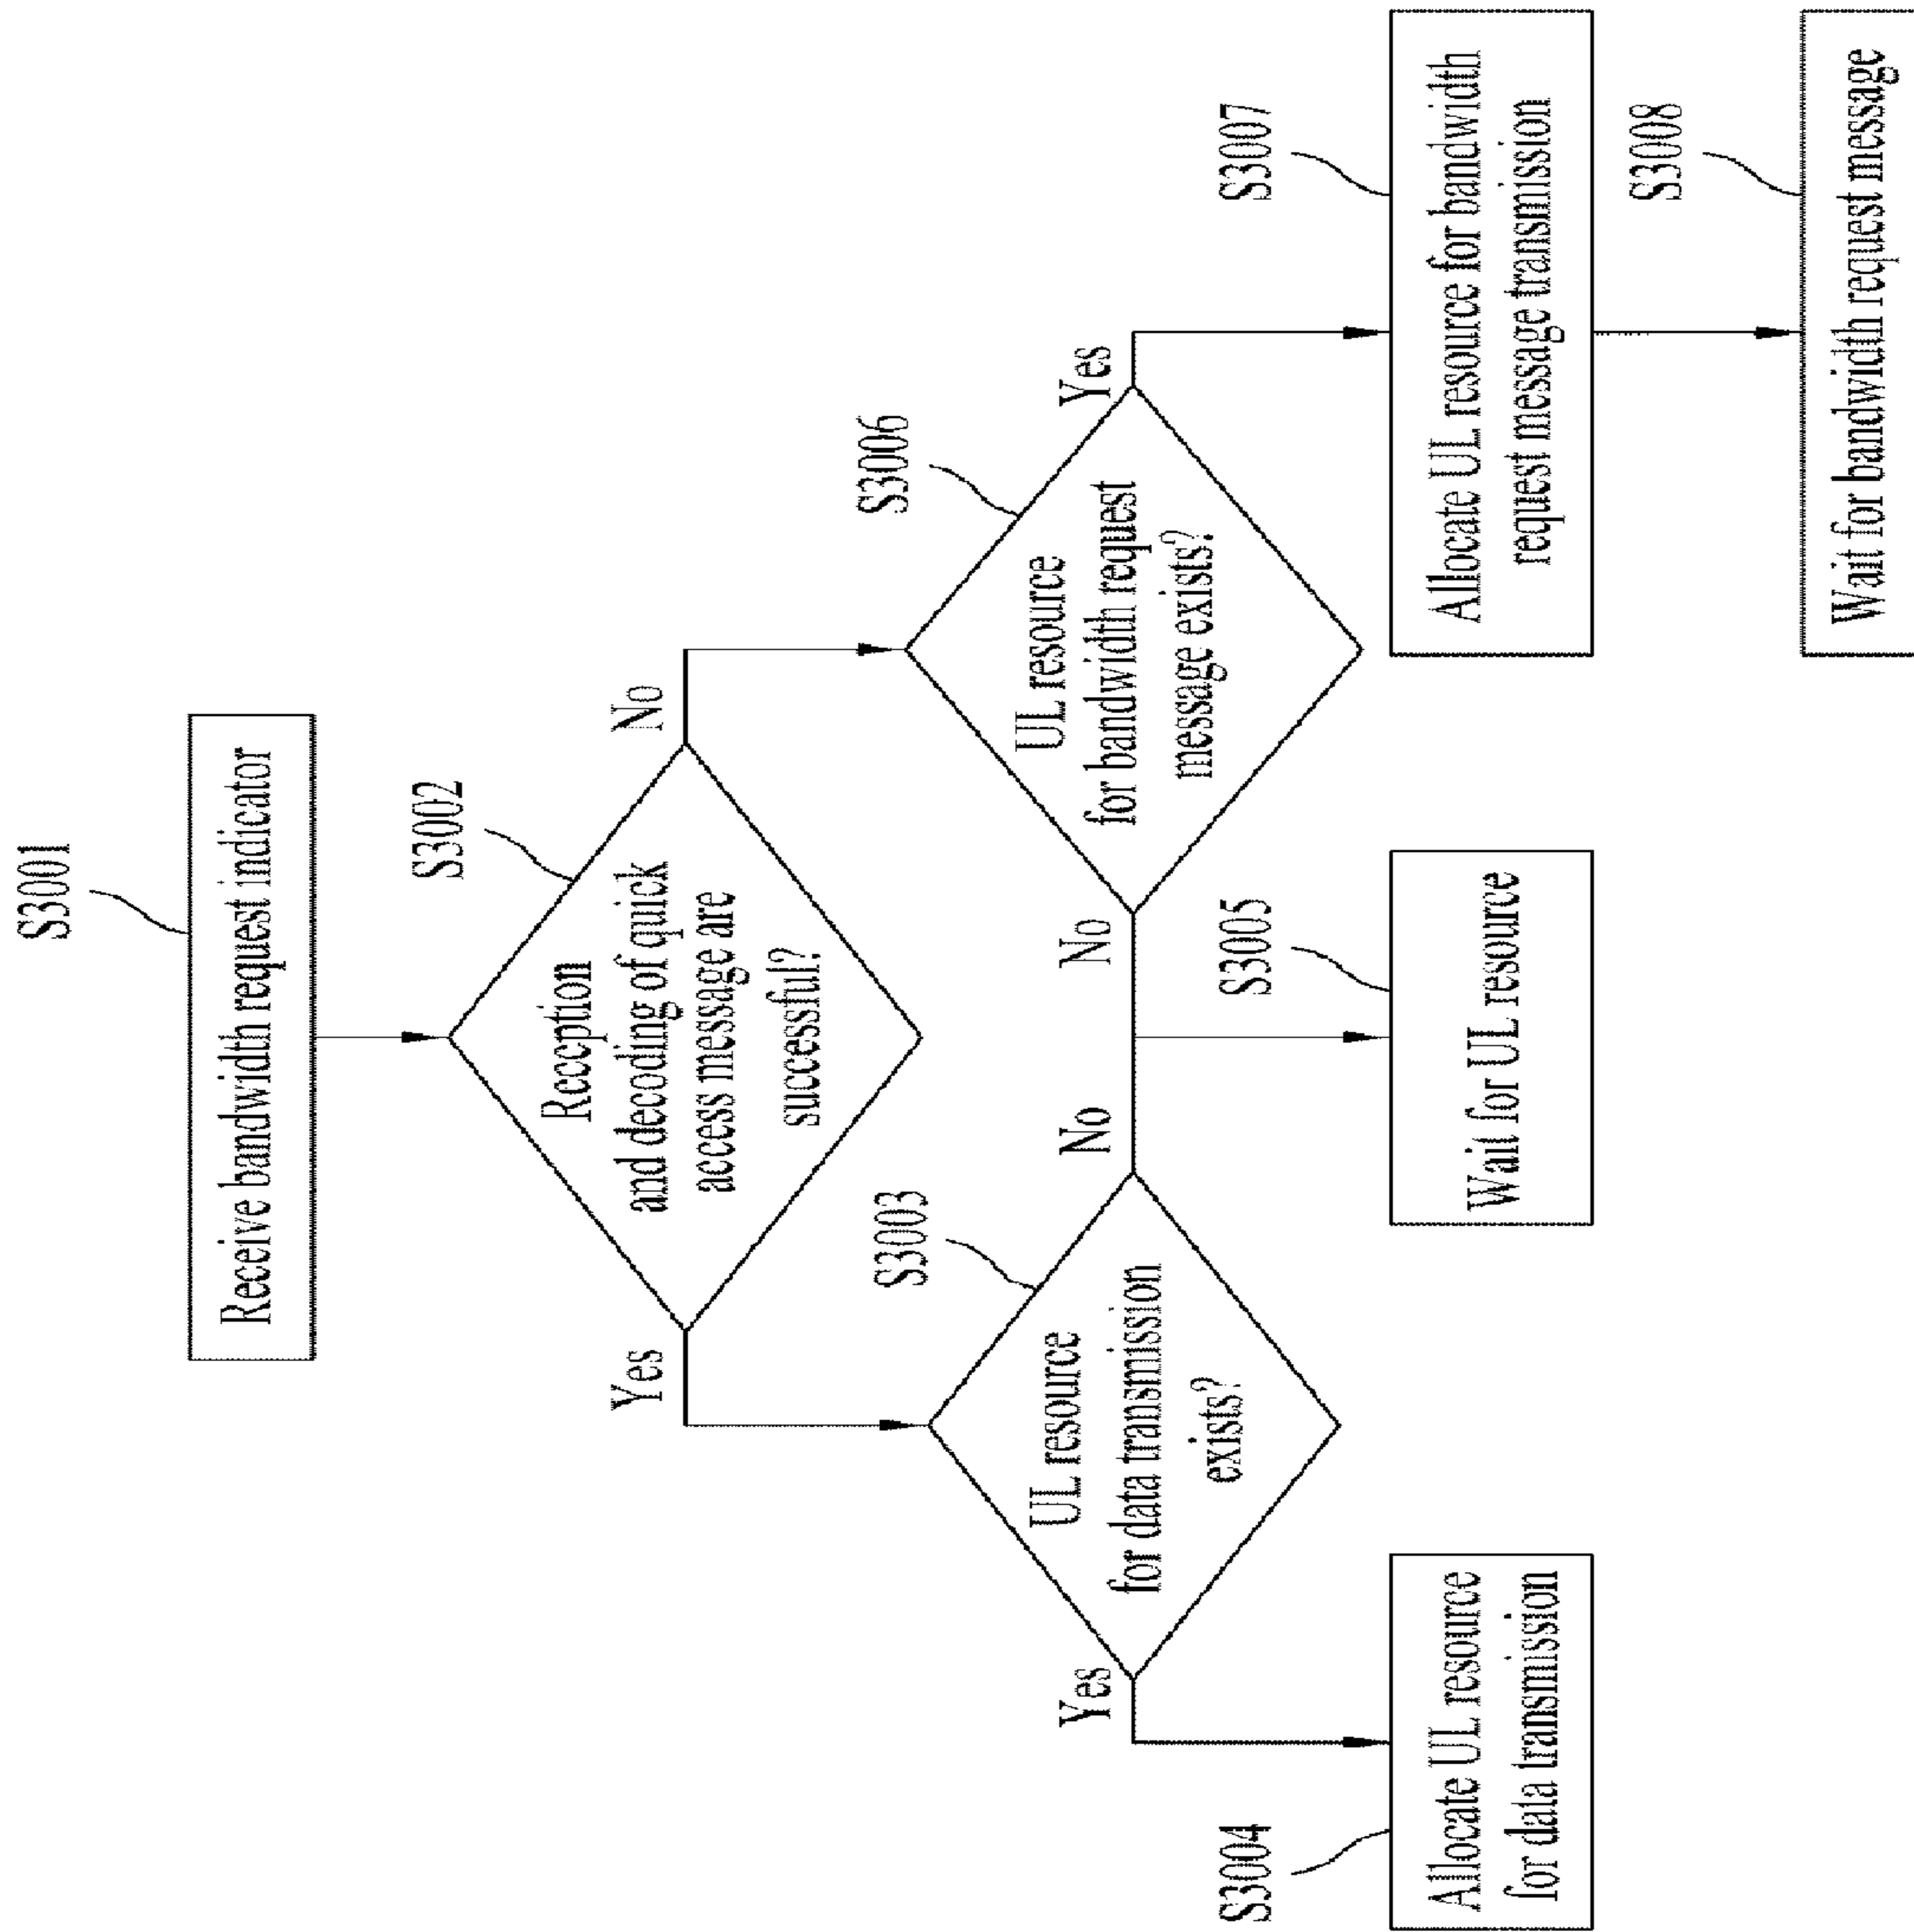 S3001
Receive bandwidth request indicator
S3002
Reception
and decoding of quick
access message are
successful?
Yes
No
S3003
UL resource
for data transmission
exists?
Yes
No
S3006
UL resource
for bandwidth request
message exists?
No
Yes
S3004
Allocate UL resource
for data transmission
S3005
Wait for UL resource
S3007
Allocate UL resource for bandwidth
request message transmission
S3008
Wait for bandwidth request message